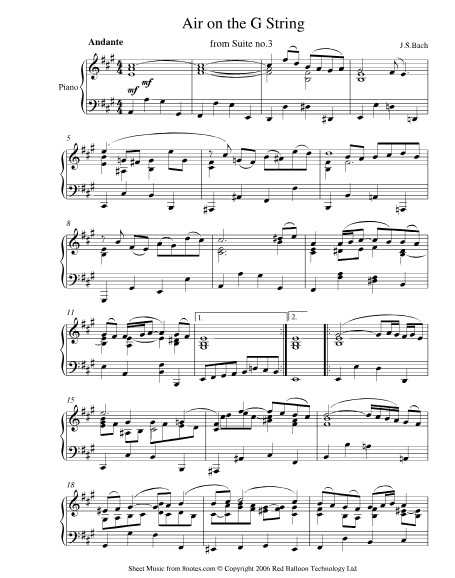 Air on the G String
Andante
from Suite no.3
J.S.Bach
Piano
mf mf
5
8
11
1.
2.
15
18
Sheet Music from 8notes.com © Copyright 2006 Red Balloon Technology Ltd